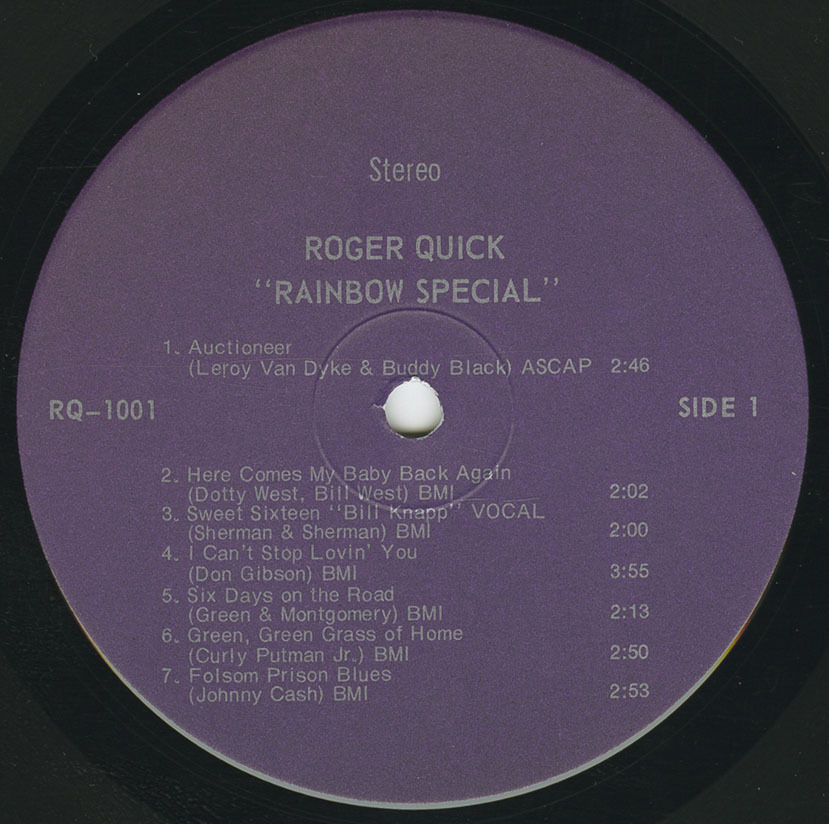 Stereo
ROGER QUICK
"RAINBOW SPECIAL"
1. Auctioneer
(Leroy Van Dyke & Buddy Black) ASCAP 2:46
RQ-1001
SIDE 1
2. Here Comes My Baby Back Again
(Dotty West, Bill West) BMI 2:02
3. Sweet Sixteen "Bill Knapp" VOCAL
(Sherman & Sherman) BMI 2:00
4. I Can't Stop Lovin' You
(Don Gibson) BMI 3:55
5. Six Days on the Road
(Green & Montgomery) BMI 2:13
6. Green, Green Grass of Home
(Curly Putman Jr.) BMI 2:50
7. Folsom Prison Blues
(Johnny Cash) BMI 2:53